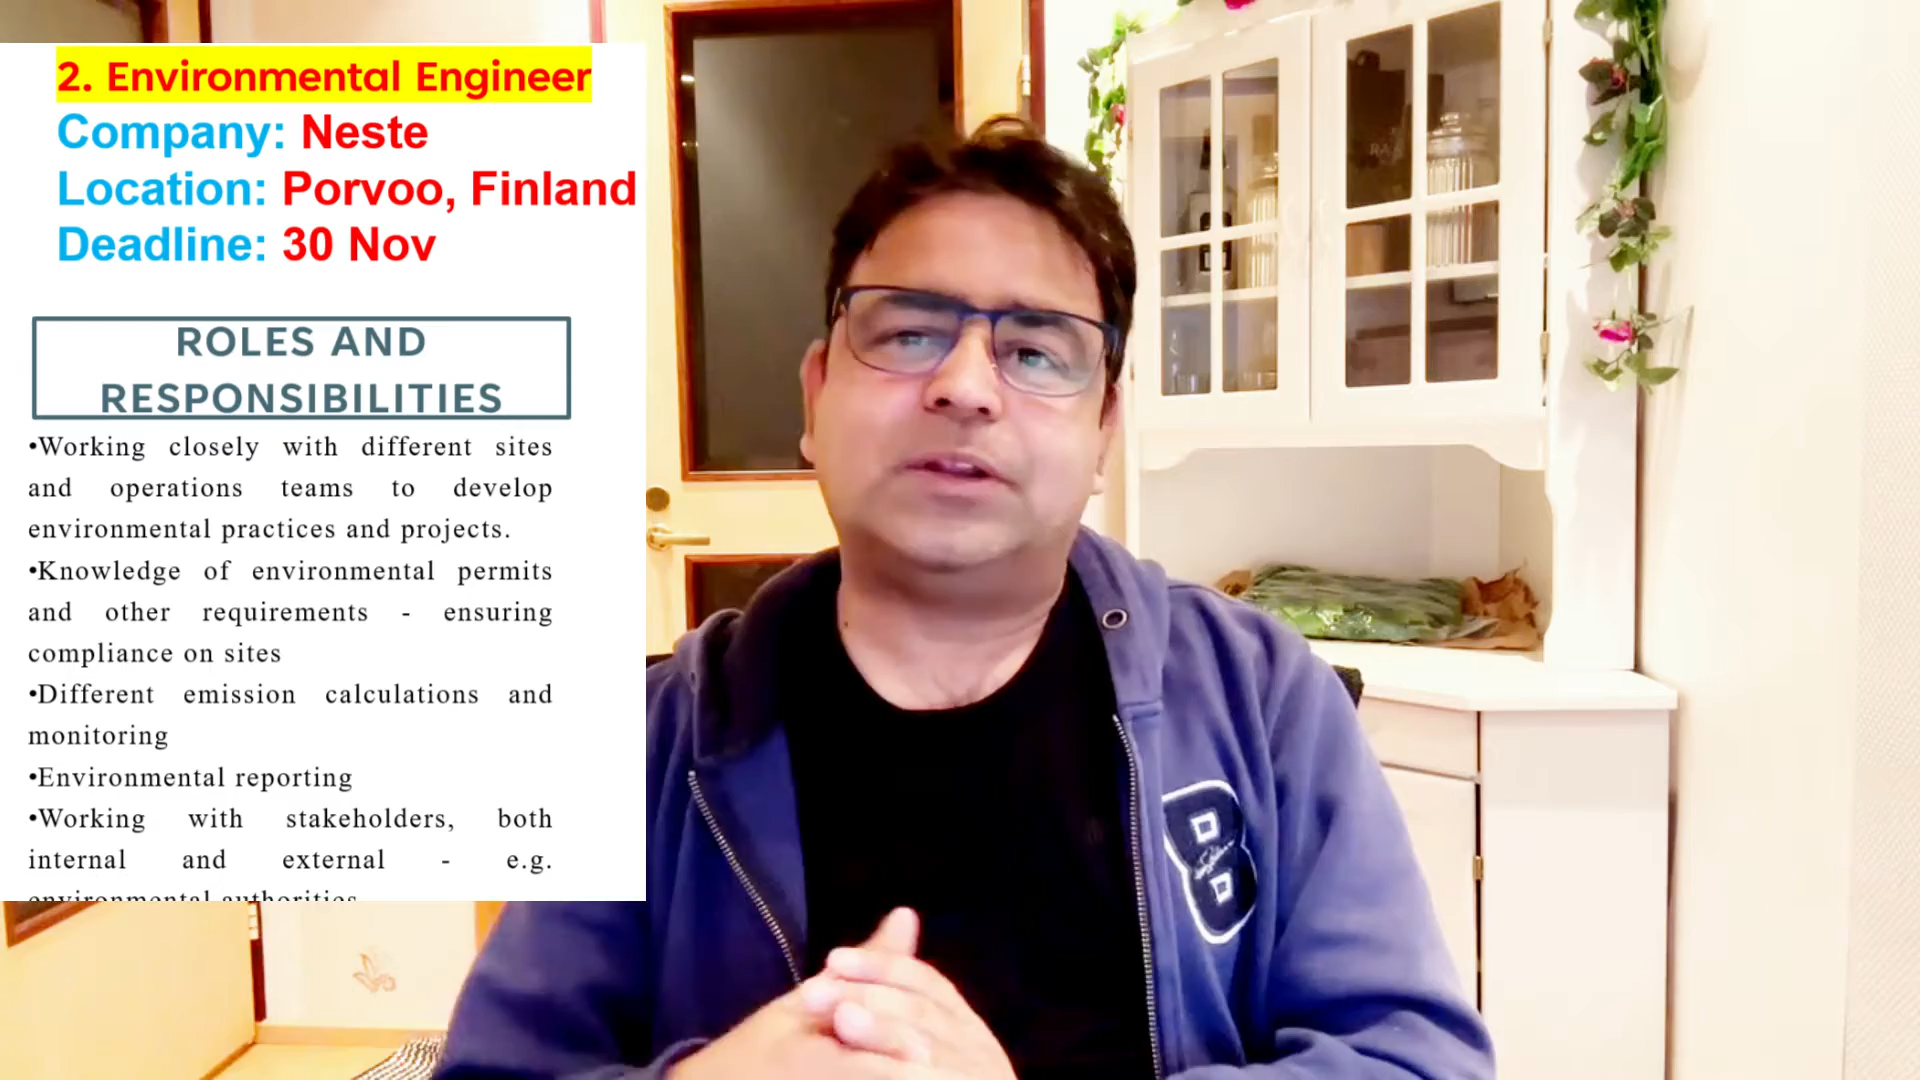 2. Environmental Engineer
Company: Neste
Location: Porvoo, Finland
Deadline: 30 Nov
ROLES AND
RESPONSIBILITIES
•Working closely with different sites
and operations teams to develop
environmental practices and projects.
•Knowledge of environmental permits
and other requirements - ensuring
compliance on sites
•Different emission calculations and
monitoring
•Environmental reporting
•Working with stakeholders, both
internal and external - e.g.
environmental authorities
B